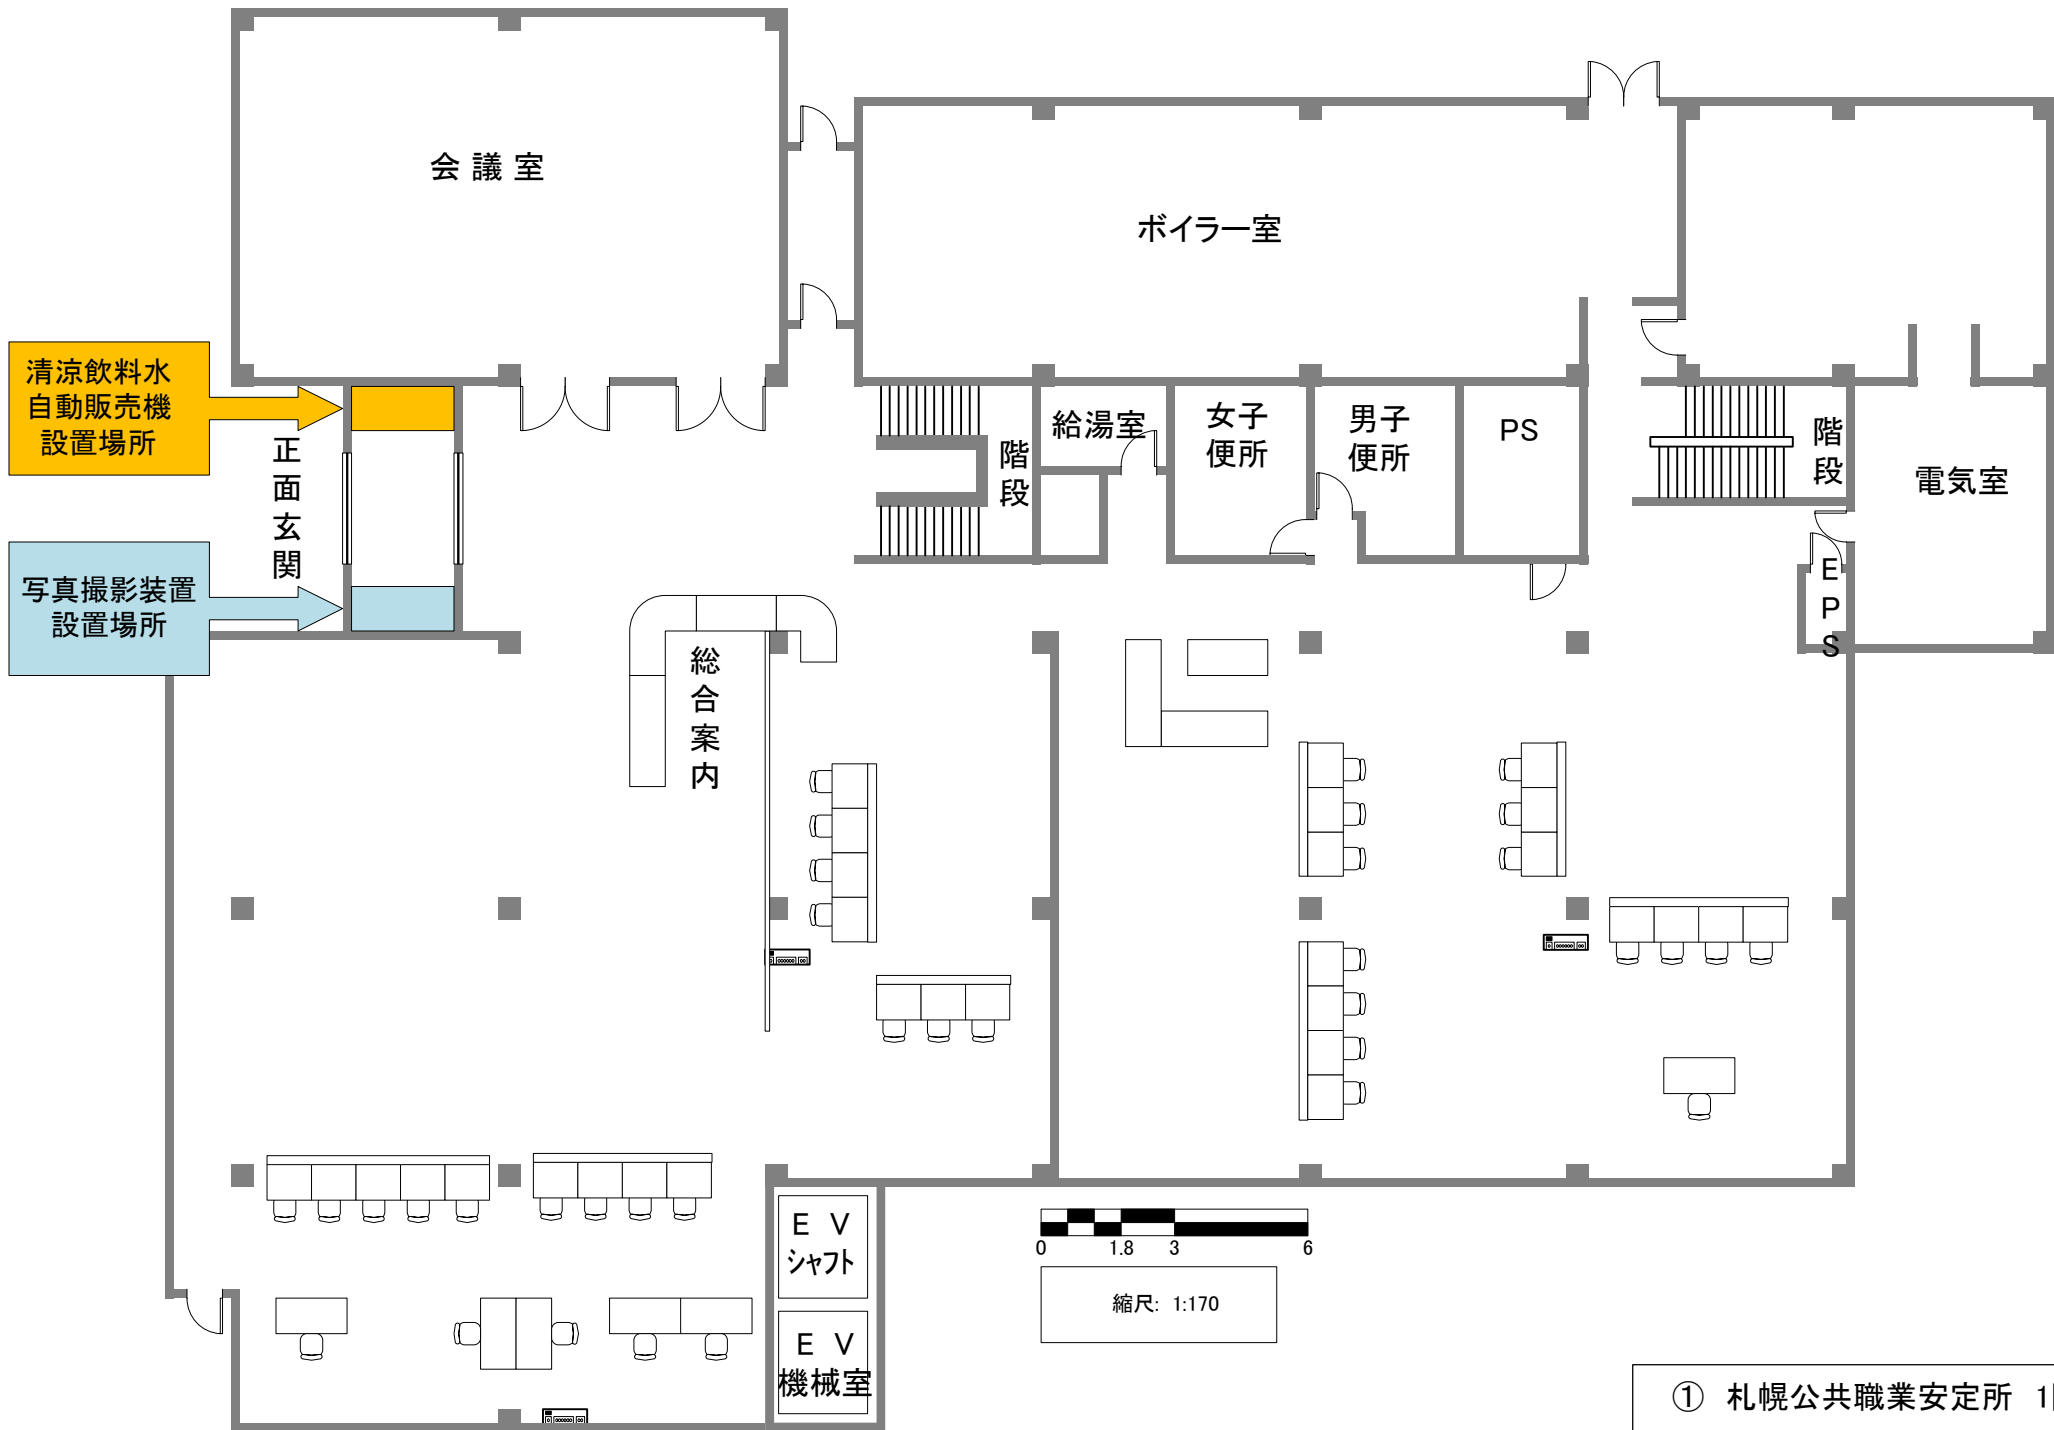 会議室
ボイラー室
清涼飲料水
自動販売機
設置場所
正面玄関
写真撮影装置
設置場所
階段
給湯室
女子
便所
男子
便所
PS
階段
電気室
EPS
総合案内
EV
シャフト
EV
機械室
0 1.8 3 6
縮尺: 1:170
① 札幌公共職業安定所 1